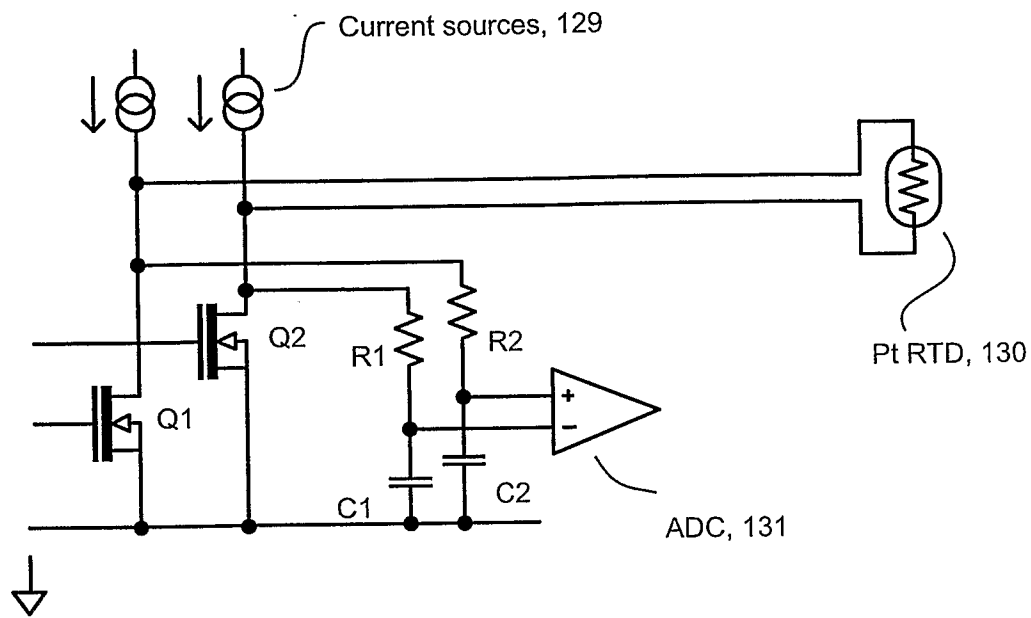 Current sources, 129
Q2
R1
R2
Pt RTD, 130
Q1
+
−
C1
C2
ADC, 131